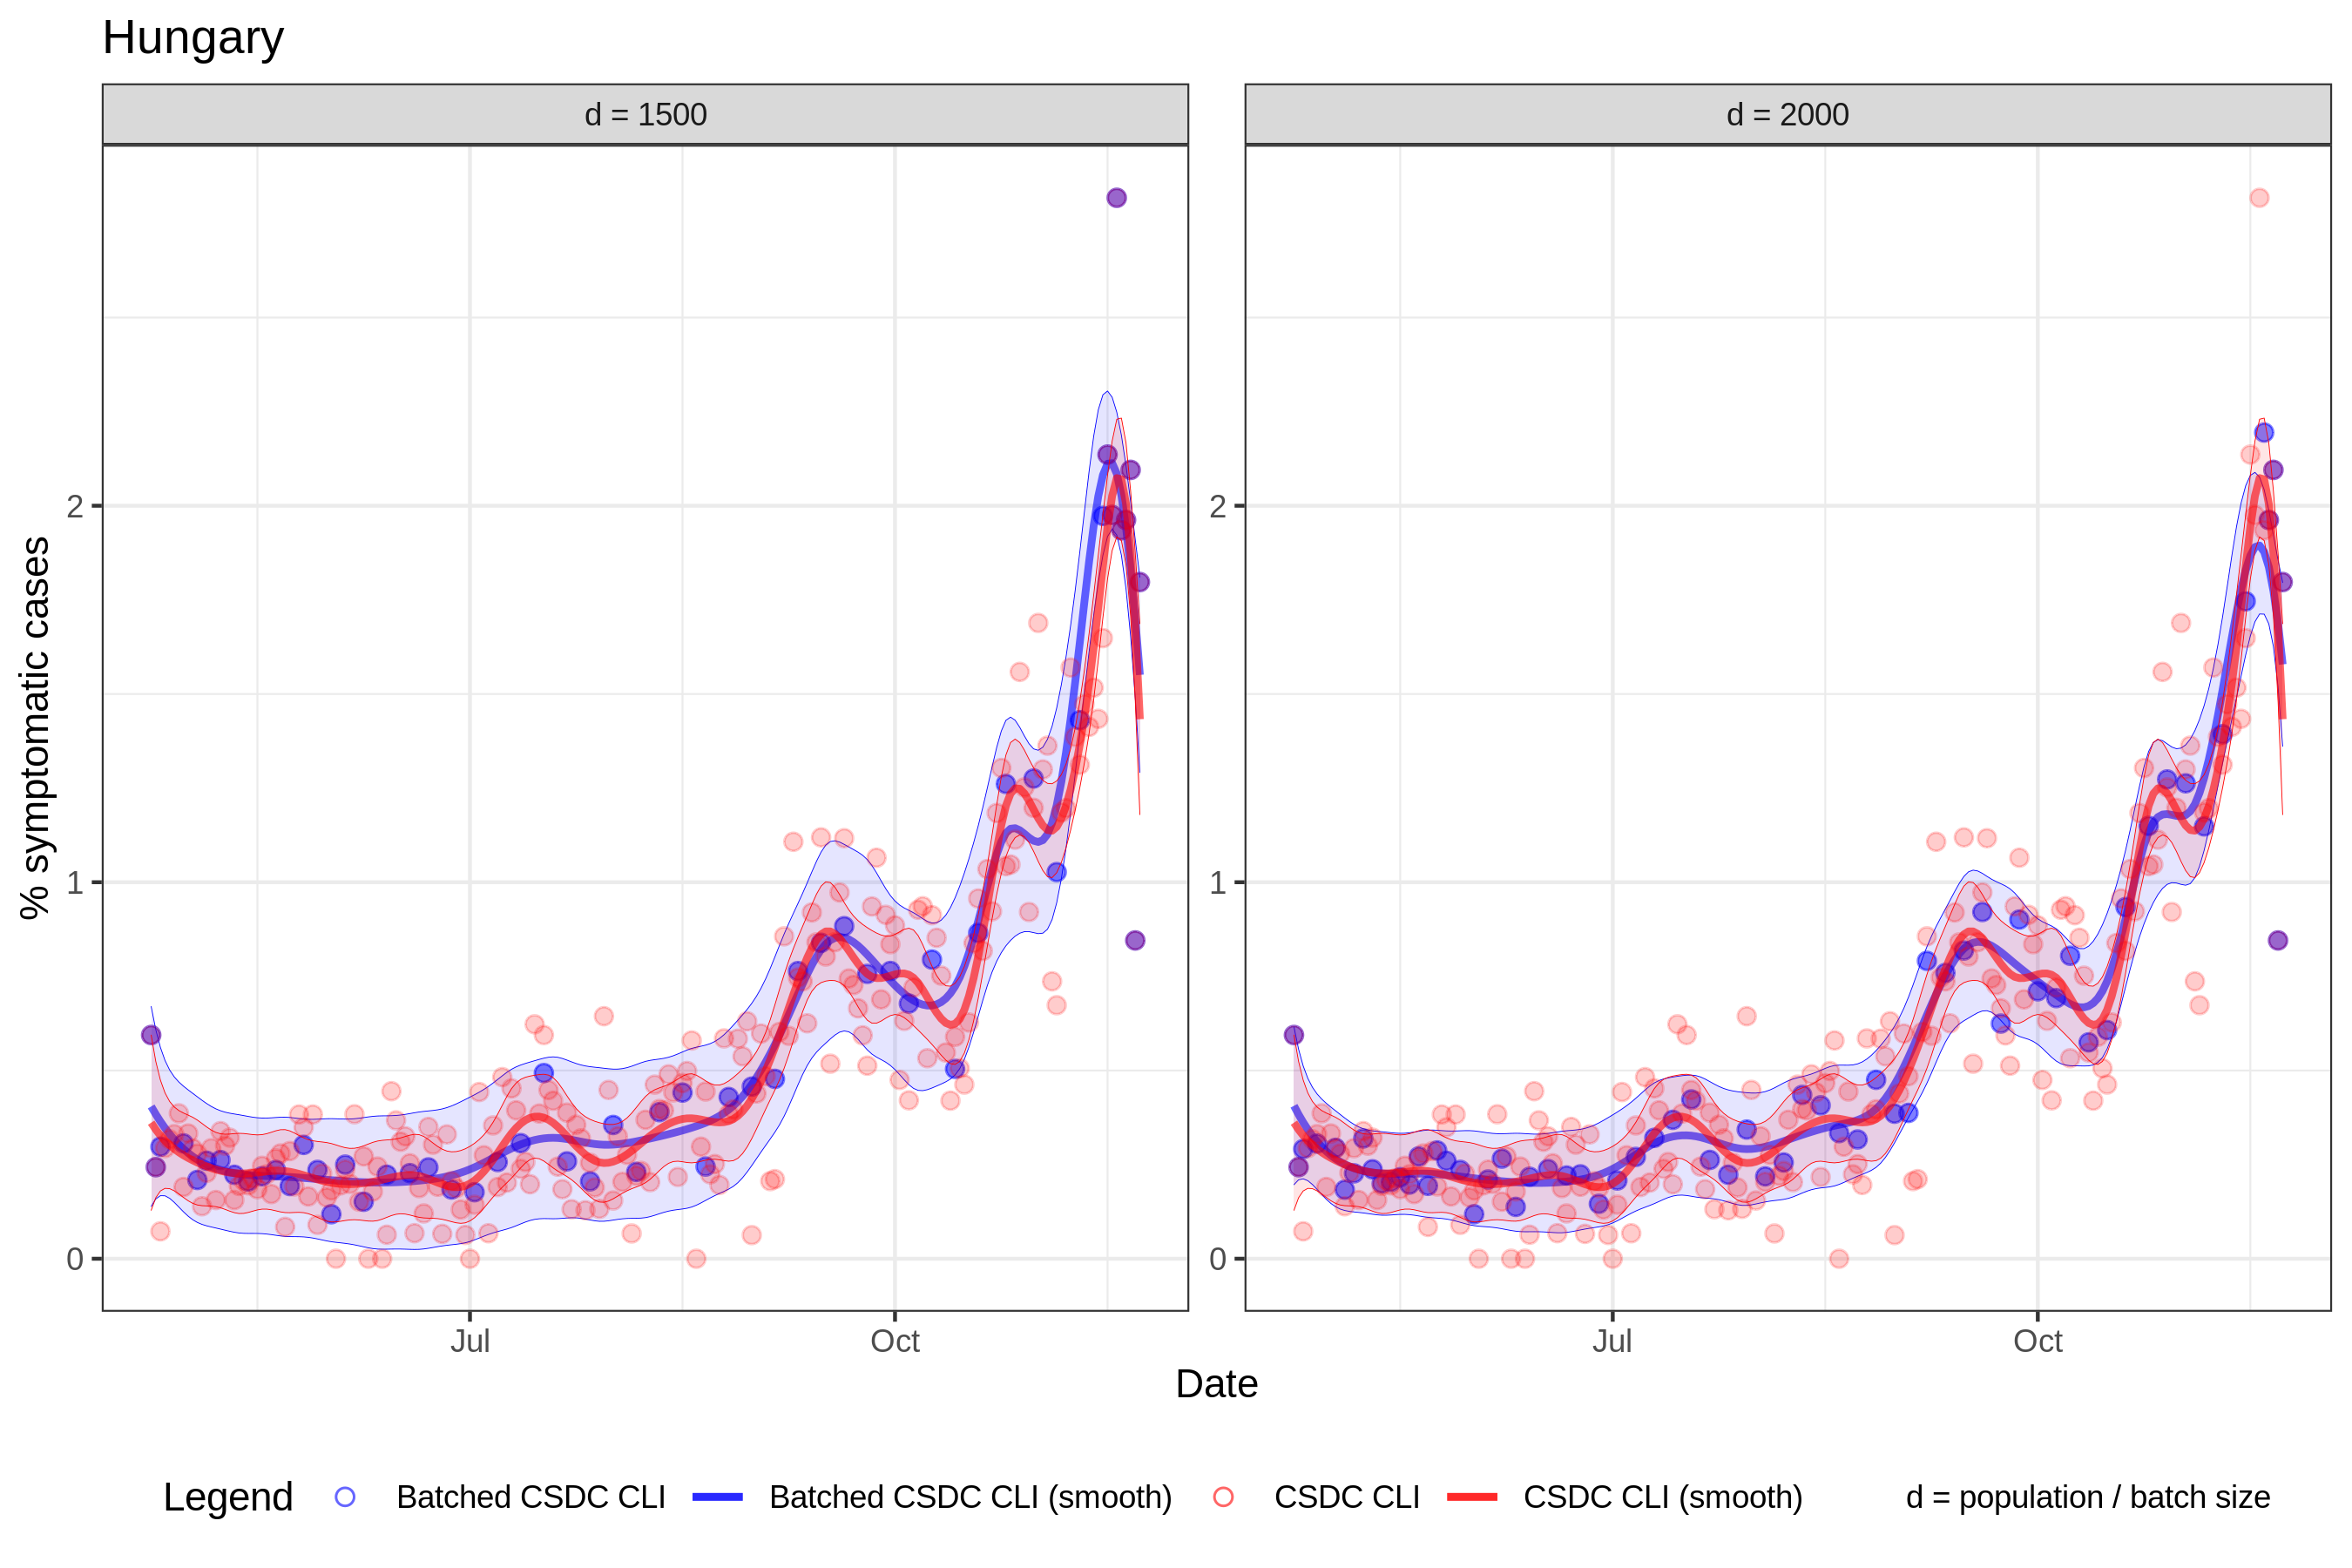 Hungary
d = 1500
d = 2000
% symptomatic cases
2
1
0
2
1
0
Jul
Oct
Jul
Oct
Date
Legend
Batched CSDC CLI
Batched CSDC CLI (smooth)
CSDC CLI
CSDC CLI (smooth)
d = population / batch size